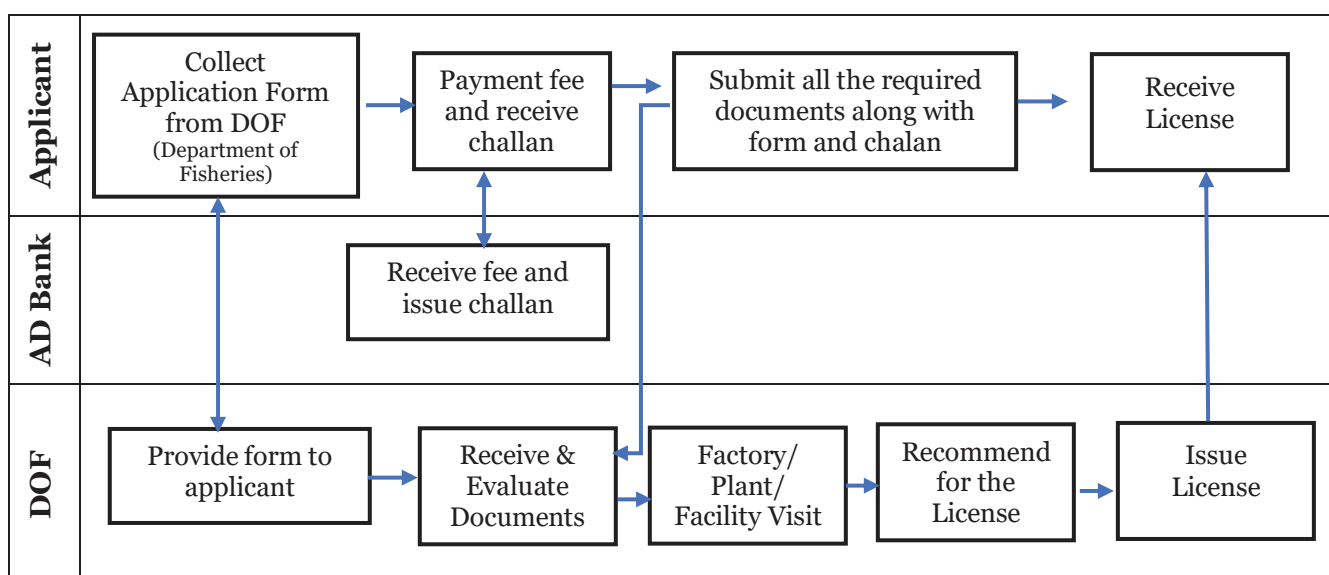 Applicant
Collect
Application Form
from DOF
(Department of
Fisheries)
Payment fee
and receive
challan
Submit all the required
documents along with
form and chalan
Receive
License
AD Bank
Receive fee and
issue challan
DOF
Provide form to
applicant
Receive &
Evaluate
Documents
Factory/
Plant/
Facility Visit
Recommend
for the
License
Issue
License